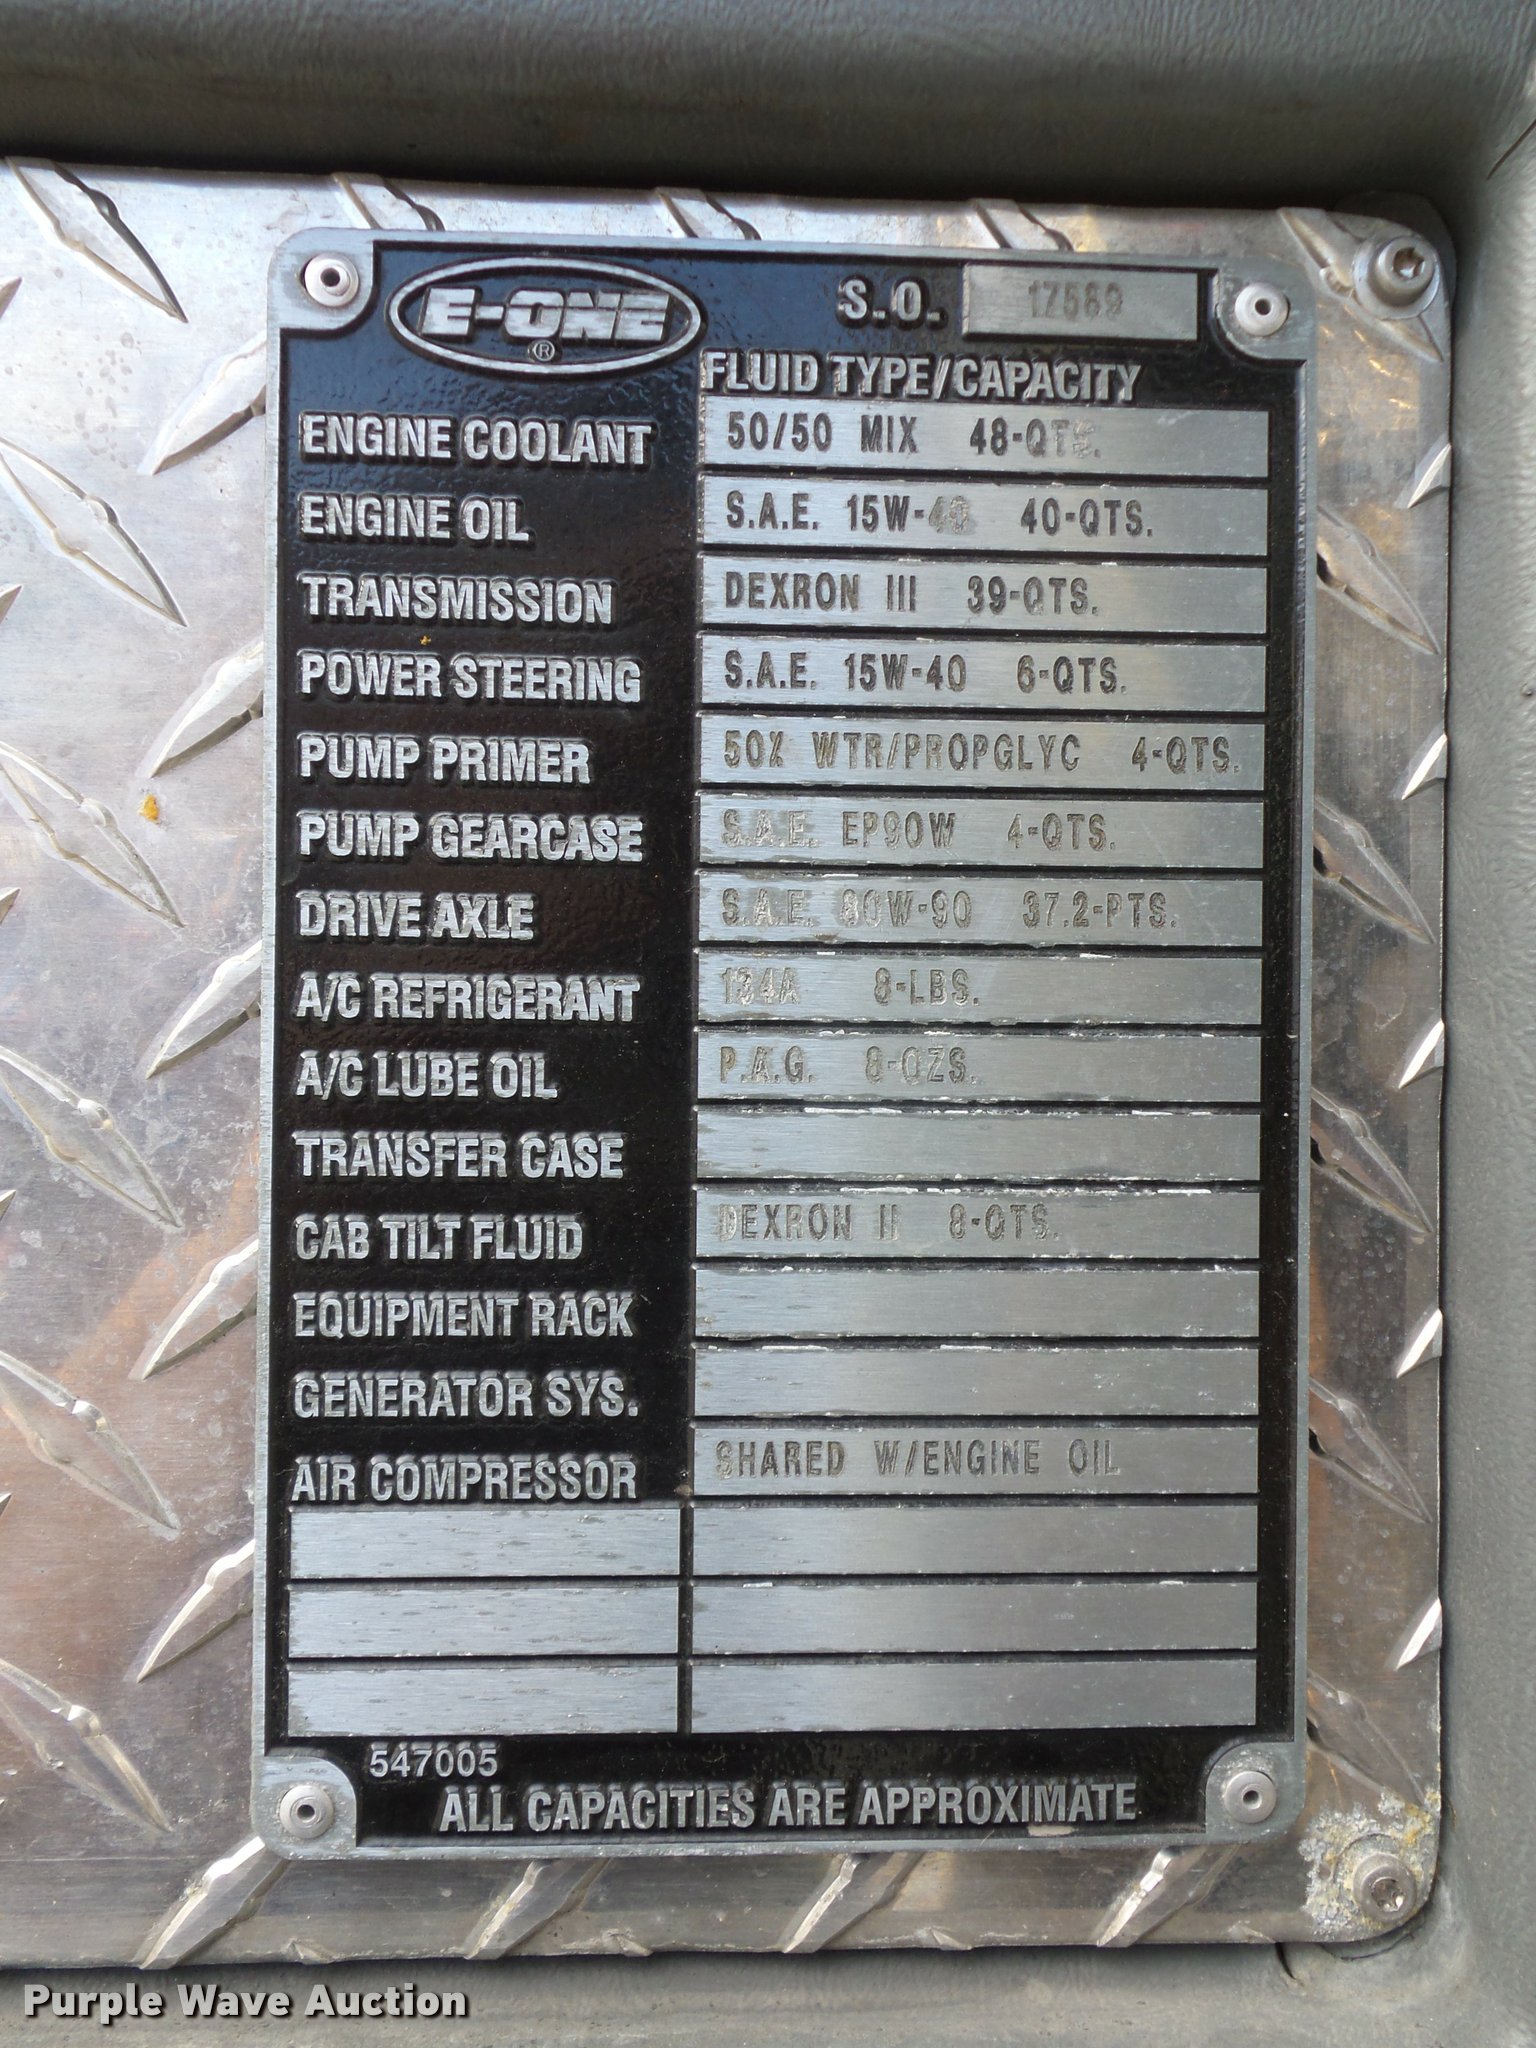 E-ONE ®
S.O. 17589
FLUID TYPE/CAPACITY
ENGINE COOLANT 50/50 MIX 48-QTS.
ENGINE OIL S.A.E. 15W-40 40-QTS.
TRANSMISSION DEXRON III 39-QTS.
POWER STEERING S.A.E. 15W-40 6-QTS.
PUMP PRIMER 50% WTR/PROPGLYC 4-QTS.
PUMP GEARCASE S.A.E. EP90W 4-QTS.
DRIVE AXLE S.A.E. 80W-90 37.2-PTS.
A/C REFRIGERANT 134A 8-LBS.
A/C LUBE OIL P.A.G. 8-OZS.
TRANSFER CASE
CAB TILT FLUID DEXRON II 8-QTS.
EQUIPMENT RACK
GENERATOR SYS.
AIR COMPRESSOR SHARED W/ENGINE OIL
547005
ALL CAPACITIES ARE APPROXIMATE
Purple Wave Auction